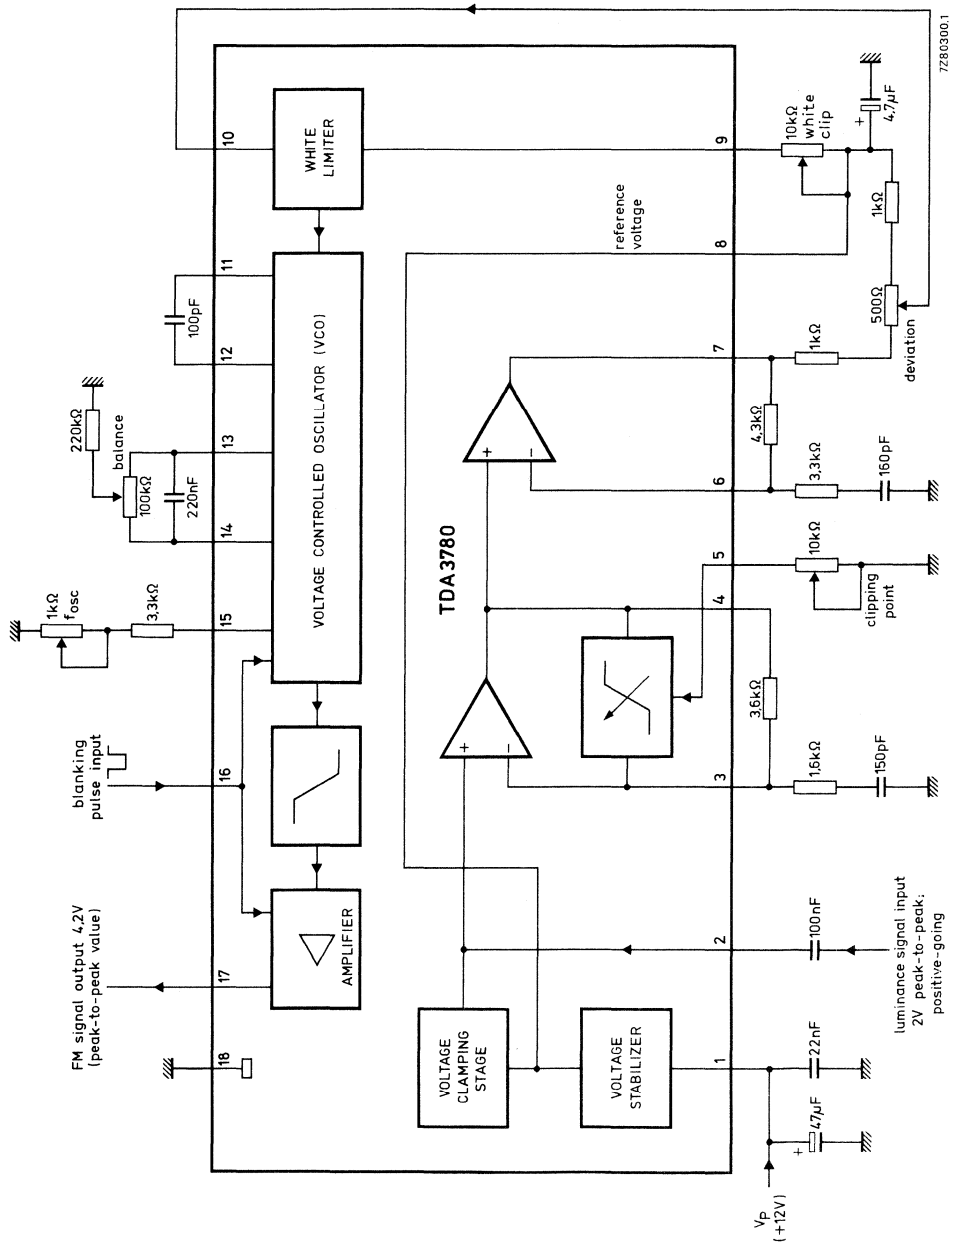 7Z80300.1
10
WHITE
LIMITER
9
10kΩ
white
clip
+
4,7µF
1kΩ
reference
voltage
8
11
100pF
12
VOLTAGE CONTROLLED OSCILLATOR (VCO)
500Ω
deviation
7
1kΩ
220kΩ
balance
100kΩ
220nF
13
14
+
−
4,3kΩ
6
3,3kΩ
160pF
TDA3780
5
10kΩ
clipping
point
1kΩ
fosc
3,3kΩ
15
4
3,6kΩ
+
−
3
1,6kΩ
150pF
blanking
pulse input
16
FM signal output 4,2V
(peak-to-peak value)
17
AMPLIFIER
2
100nF
luminance signal input
2V peak-to-peak;
positive-going
18
VOLTAGE
CLAMPING
STAGE
VOLTAGE
STABILIZER
1
22nF
+
47µF
VP
(+12V)